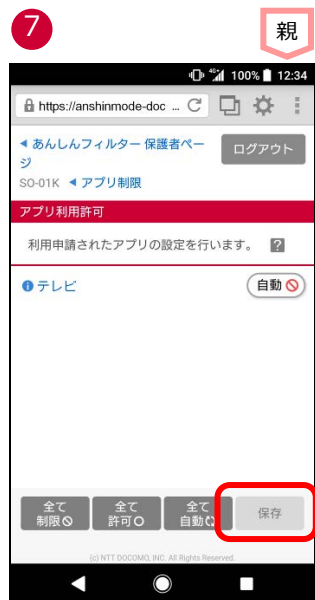 7
親
4G 100% 12:34
https://anshinmode-doc ...
あんしんフィルター 保護者ペー
ジ
ログアウト
SO-01K ◀ アプリ制限
アプリ利用許可
利用申請されたアプリの設定を行います。 ?
テレビ
自動
全て
制限
全て
許可
全て
自動
保存
(c) NTT DOCOMO, INC. All Rights Reserved.